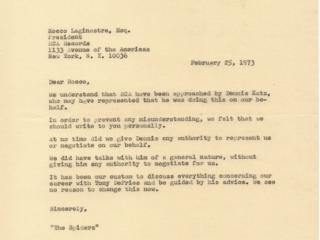 Rocco Laginestra, Esq.
President
RCA Records
1133 Avenue of the Americas
New York, N. Y. 10036
February 25, 1973
Dear Rocco,
We understand that RCA have been approached by Dennis Katz,
who may have represented that he was doing this on our be-
half.
In order to prevent any misunderstanding, we felt that we
should write to you personally.
At no time did we give Dennis any authority to represent us
or negotiate on our behalf.
We did have talks with him of a general nature, without
giving him any authority to negotiate for us.
It has been our custom to discuss everything concerning our
career with Tony DeFries and be guided by his advice. We see
no reason to change this now.
Sincerely,
"The Spiders"